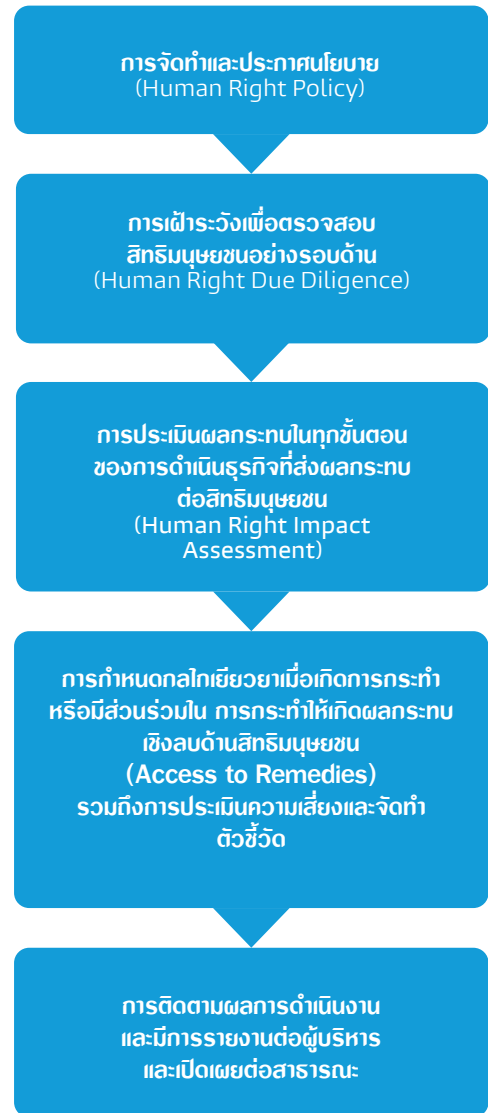 การจัดทำและประกาศนโยบาย
(Human Right Policy)
การเฝ้าระวังเพื่อตรวจสอบ
สิทธิมนุษยชนอย่างรอบด้าน
(Human Right Due Diligence)
การประเมินผลกระทบในทุกขั้นตอน
ของการดำเนินธุรกิจที่ส่งผลกระทบ
ต่อสิทธิมนุษยชน
(Human Right Impact
Assessment)
การกำหนดกลไกเยียวยาเมื่อเกิดการกระทำ
หรือมีส่วนร่วมใน การกระทำให้เกิดผลกระทบ
เชิงลบด้านสิทธิมนุษยชน
(Access to Remedies)
รวมถึงการประเมินความเสี่ยงและจัดทำ
ตัวชี้วัด
การติดตามผลการดำเนินงาน
และมีการรายงานต่อผู้บริหาร
และเปิดเผยต่อสาธารณะ